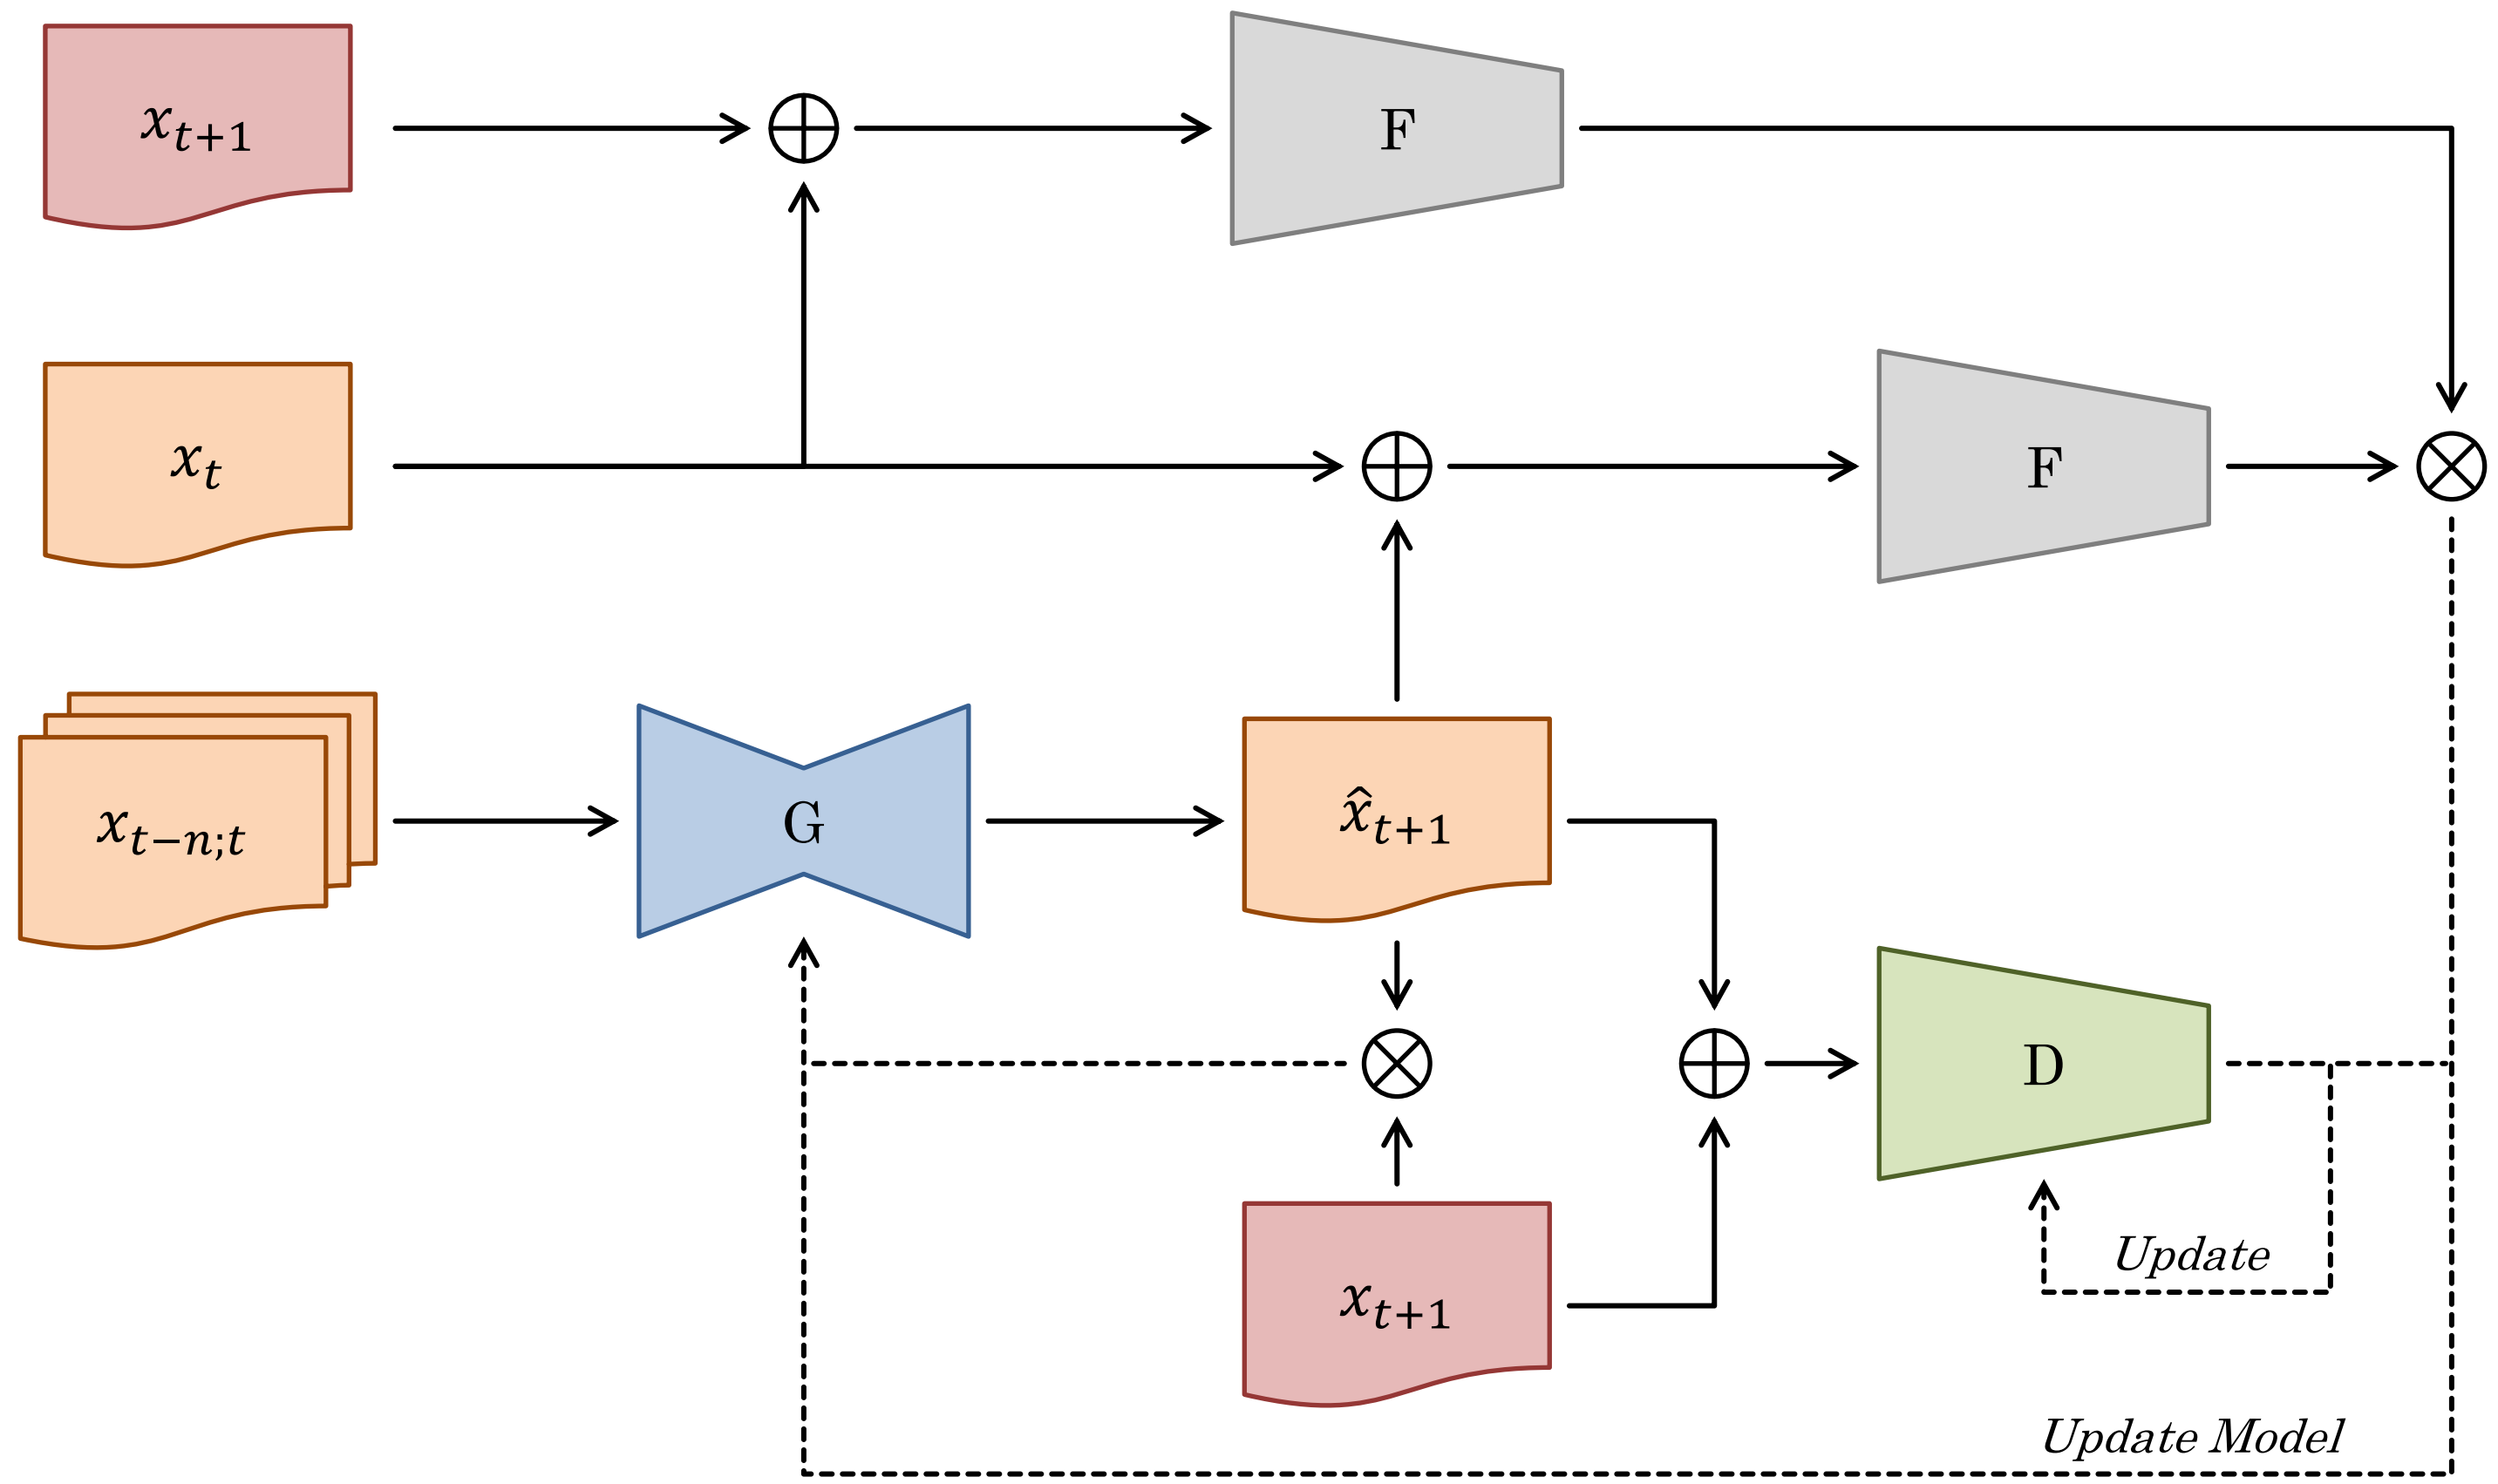 x_{t+1}
F
x_t
F
x_{t−n;t}
G
x̂_{t+1}
D
Update
x_{t+1}
Update Model